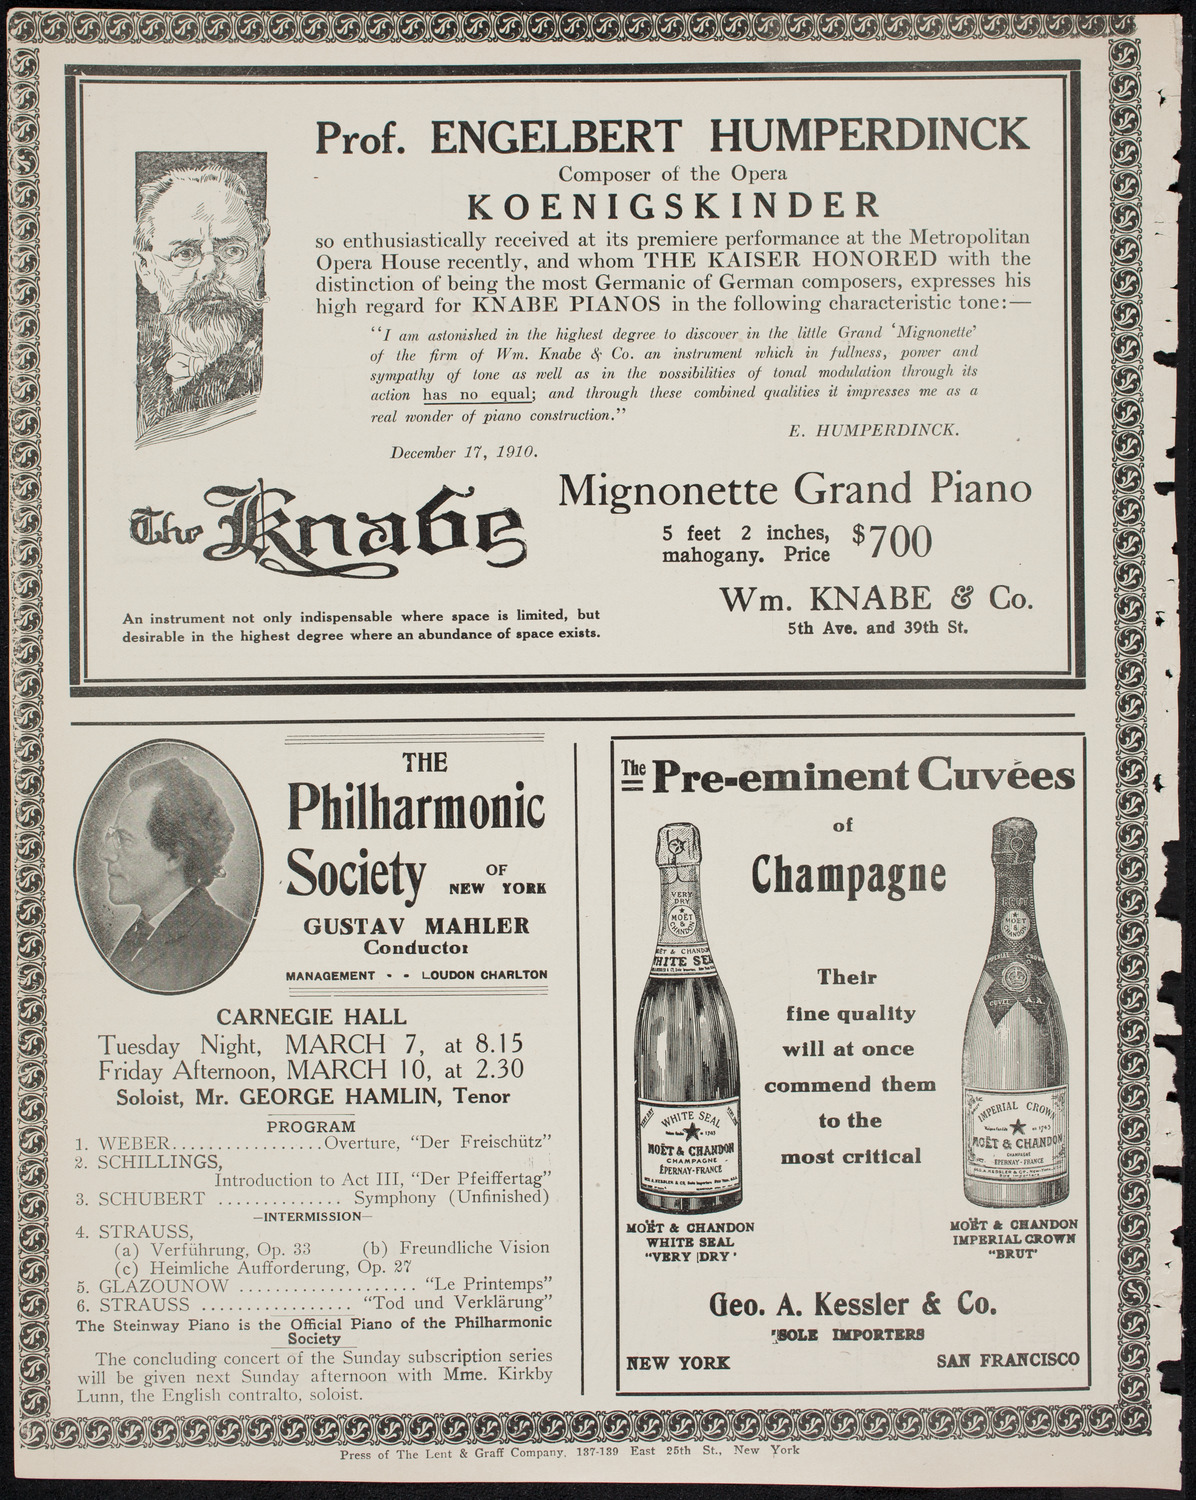 Prof. ENGELBERT HUMPERDINCK
Composer of the Opera
KOENIGSKINDER
so enthusiastically received at its premiere performance at the Metropolitan
Opera House recently, and whom THE KAISER HONORED with the
distinction of being the most Germanic of German composers, expresses his
high regard for KNABE PIANOS in the following characteristic tone:—
"I am astonished in the highest degree to discover in the little Grand 'Mignonette'
of the firm of Wm. Knabe & Co. an instrument which in fullness, power and
sympathy of tone as well as in the possibilities of tonal modulation through its
action has no equal; and through these combined qualities it impresses me as a
real wonder of piano construction."
E. HUMPERDINCK.
December 17, 1910.
The Knabe
Mignonette Grand Piano
5 feet 2 inches,
mahogany. Price $700
Wm. KNABE & Co.
5th Ave. and 39th St.
An instrument not only indispensable where space is limited, but
desirable in the highest degree where an abundance of space exists.
THE
Philharmonic
Society OF
NEW YORK
GUSTAV MAHLER
Conductor
MANAGEMENT - - LOUDON CHARLTON
CARNEGIE HALL
Tuesday Night, MARCH 7, at 8.15
Friday Afternoon, MARCH 10, at 2.30
Soloist, Mr. GEORGE HAMLIN, Tenor
PROGRAM
1. WEBER......................Overture, "Der Freischütz"
2. SCHILLINGS,
Introduction to Act III, "Der Pfeiffertag"
3. SCHUBERT ............. Symphony (Unfinished)
—INTERMISSION—
4. STRAUSS,
(a) Verführung, Op. 33 (b) Freundliche Vision
(c) Heimliche Aufforderung, Op. 27
5. GLAZOUNOW .................... "Le Printemps"
6. STRAUSS ................. "Tod und Verklärung"
The Steinway Piano is the Official Piano of the Philharmonic
Society
The concluding concert of the Sunday subscription series
will be given next Sunday afternoon with Mme. Kirkby
Lunn, the English contralto, soloist.
The Pre-eminent Cuvées
of
Champagne
Their
fine quality
will at once
commend them
to the
most critical
VERY
DRY
MOËT
&
CHANDON
WHITE SEAL
MOËT & CHANDON
CHAMPAGNE
ÉPERNAY-FRANCE
BRUT
MOËT
&
CHANDON
IMPERIAL CROWN
MOËT & CHANDON
CHAMPAGNE
ÉPERNAY-FRANCE
MOËT & CHANDON
WHITE SEAL
"VERY DRY"
MOËT & CHANDON
IMPERIAL CROWN
"BRUT"
Geo. A. Kessler & Co.
SOLE IMPORTERS
NEW YORK SAN FRANCISCO
Press of The Lent & Graff Company. 137-139 East 25th St., New York